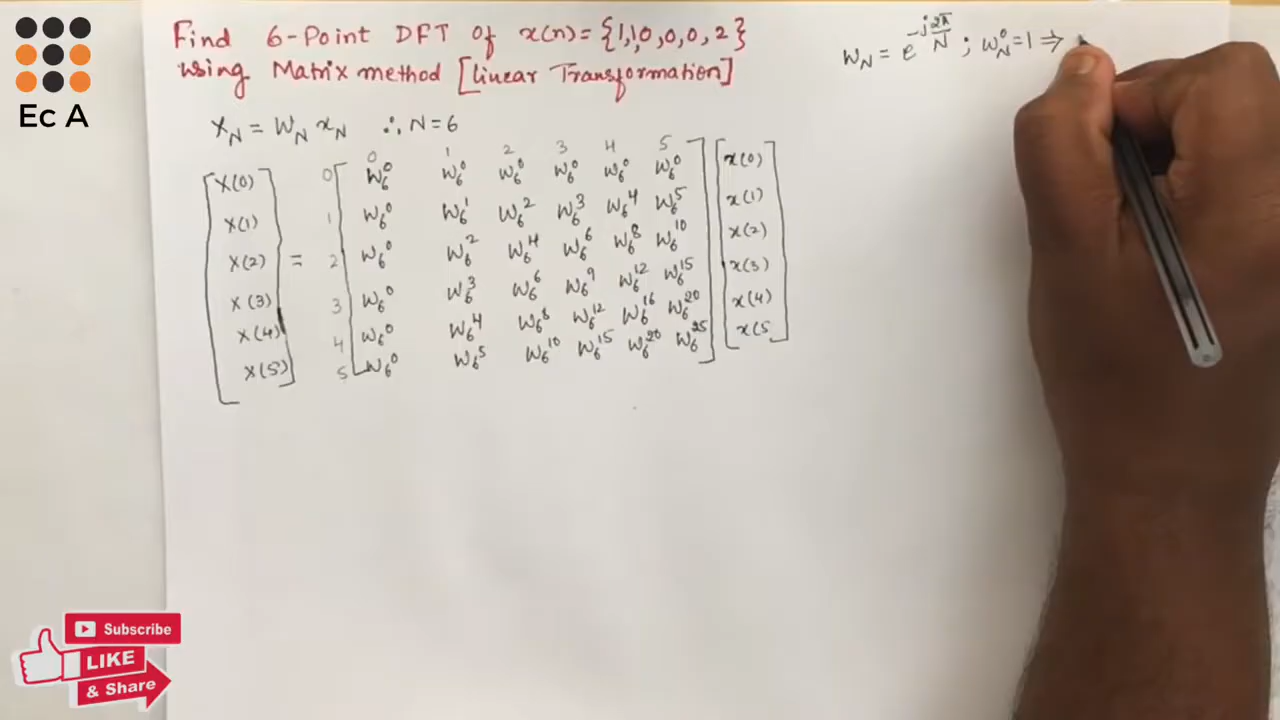 Find 6-Point DFT Of x(n) = {1,1,0,0,0,2}
using Matrix method [linear Transformation]
W_N = e^(-j2π/N) ; W_N^0 = 1 ⇒
Ec A
X_N = W_N x_N ∴ N = 6
0 1 2 3 4 5
X(0) 0 W_6^0 W_6^0 W_6^0 W_6^0 W_6^0 W_6^0 x(0)
X(1) 1 W_6^0 W_6^1 W_6^2 W_6^3 W_6^4 W_6^5 x(1)
X(2) = 2 W_6^0 W_6^2 W_6^4 W_6^6 W_6^8 W_6^10 x(2)
X(3) 3 W_6^0 W_6^3 W_6^6 W_6^9 W_6^12 W_6^15 x(3)
X(4) 4 W_6^0 W_6^4 W_6^8 W_6^12 W_6^16 W_6^20 x(4)
X(5) 5 W_6^0 W_6^5 W_6^10 W_6^15 W_6^20 W_6^25 x(5
Subscribe
LIKE
& Share